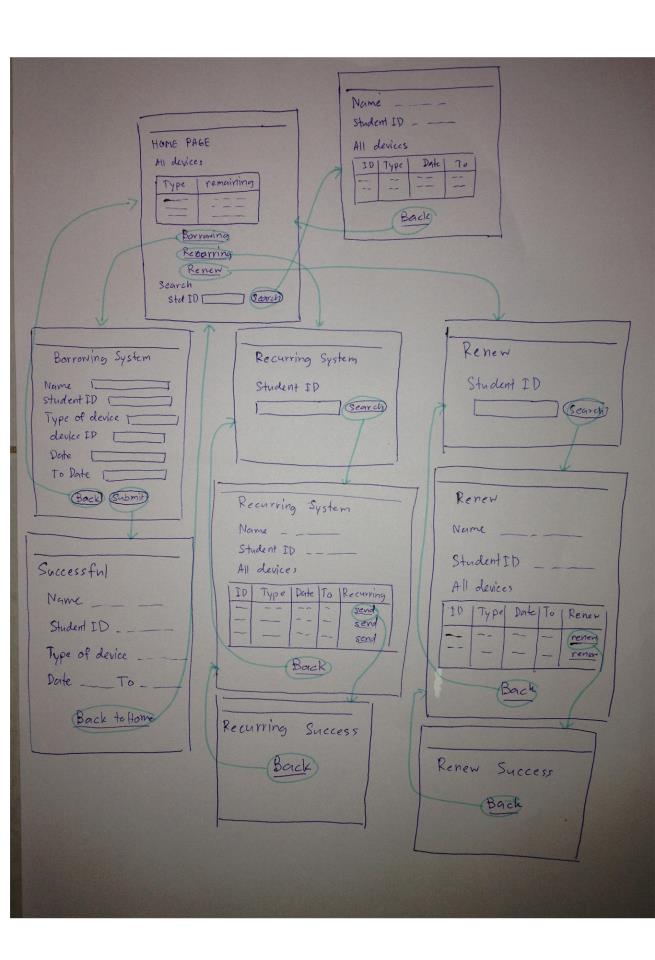 HOME PAGE
All devices
Type remaining
Borrowing
Recurring
Renew
Search
Std ID Search
Name
Student ID
All devices
ID Type Date To
Back
Borrowing System
Name
student ID
Type of device
device ID
Date
To Date
Back Submit
Successful
Name
Student ID
Type of device
Date To
Back to Home
Recurring System
Student ID
Search
Recurring System
Name
Student ID
All devices
ID Type Date To Recurring
send
send
send
Back
Recurring Success
Back
Renew
Student ID
Search
Renew
Name
Student ID
All devices
ID Type Date To Renew
renew
renew
Back
Renew Success
Back